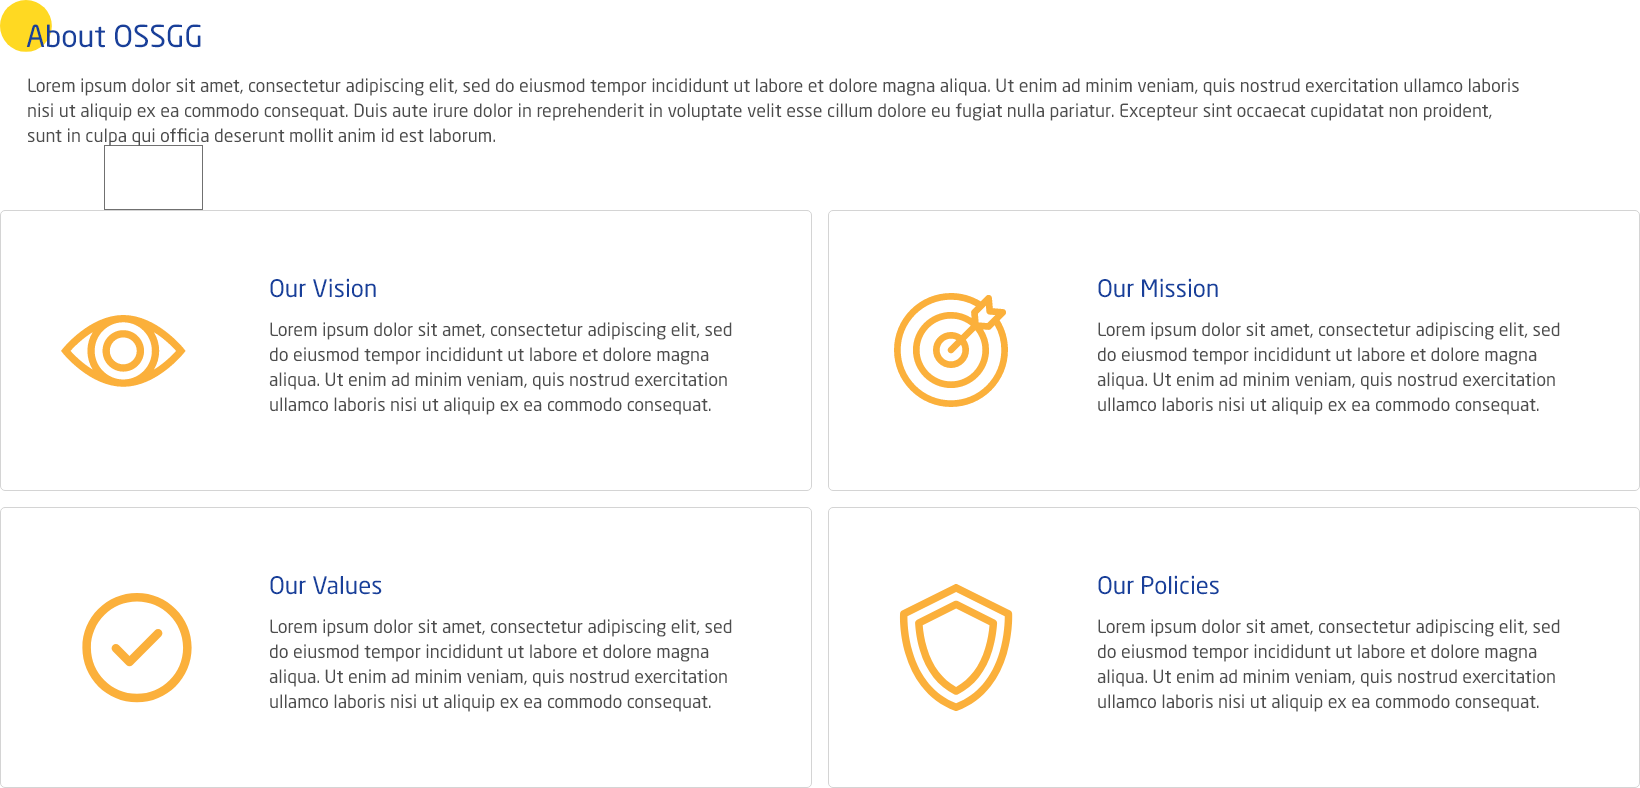 About OSSGG
Lorem ipsum dolor sit amet, consectetur adipiscing elit, sed do eiusmod tempor incididunt ut labore et dolore magna aliqua. Ut enim ad minim veniam, quis nostrud exercitation ullamco laboris
nisi ut aliquip ex ea commodo consequat. Duis aute irure dolor in reprehenderit in voluptate velit esse cillum dolore eu fugiat nulla pariatur. Excepteur sint occaecat cupidatat non proident,
sunt in culpa qui officia deserunt mollit anim id est laborum.
Our Vision
Lorem ipsum dolor sit amet, consectetur adipiscing elit, sed
do eiusmod tempor incididunt ut labore et dolore magna
aliqua. Ut enim ad minim veniam, quis nostrud exercitation
ullamco laboris nisi ut aliquip ex ea commodo consequat.
Our Mission
Lorem ipsum dolor sit amet, consectetur adipiscing elit, sed
do eiusmod tempor incididunt ut labore et dolore magna
aliqua. Ut enim ad minim veniam, quis nostrud exercitation
ullamco laboris nisi ut aliquip ex ea commodo consequat.
Our Values
Lorem ipsum dolor sit amet, consectetur adipiscing elit, sed
do eiusmod tempor incididunt ut labore et dolore magna
aliqua. Ut enim ad minim veniam, quis nostrud exercitation
ullamco laboris nisi ut aliquip ex ea commodo consequat.
Our Policies
Lorem ipsum dolor sit amet, consectetur adipiscing elit, sed
do eiusmod tempor incididunt ut labore et dolore magna
aliqua. Ut enim ad minim veniam, quis nostrud exercitation
ullamco laboris nisi ut aliquip ex ea commodo consequat.